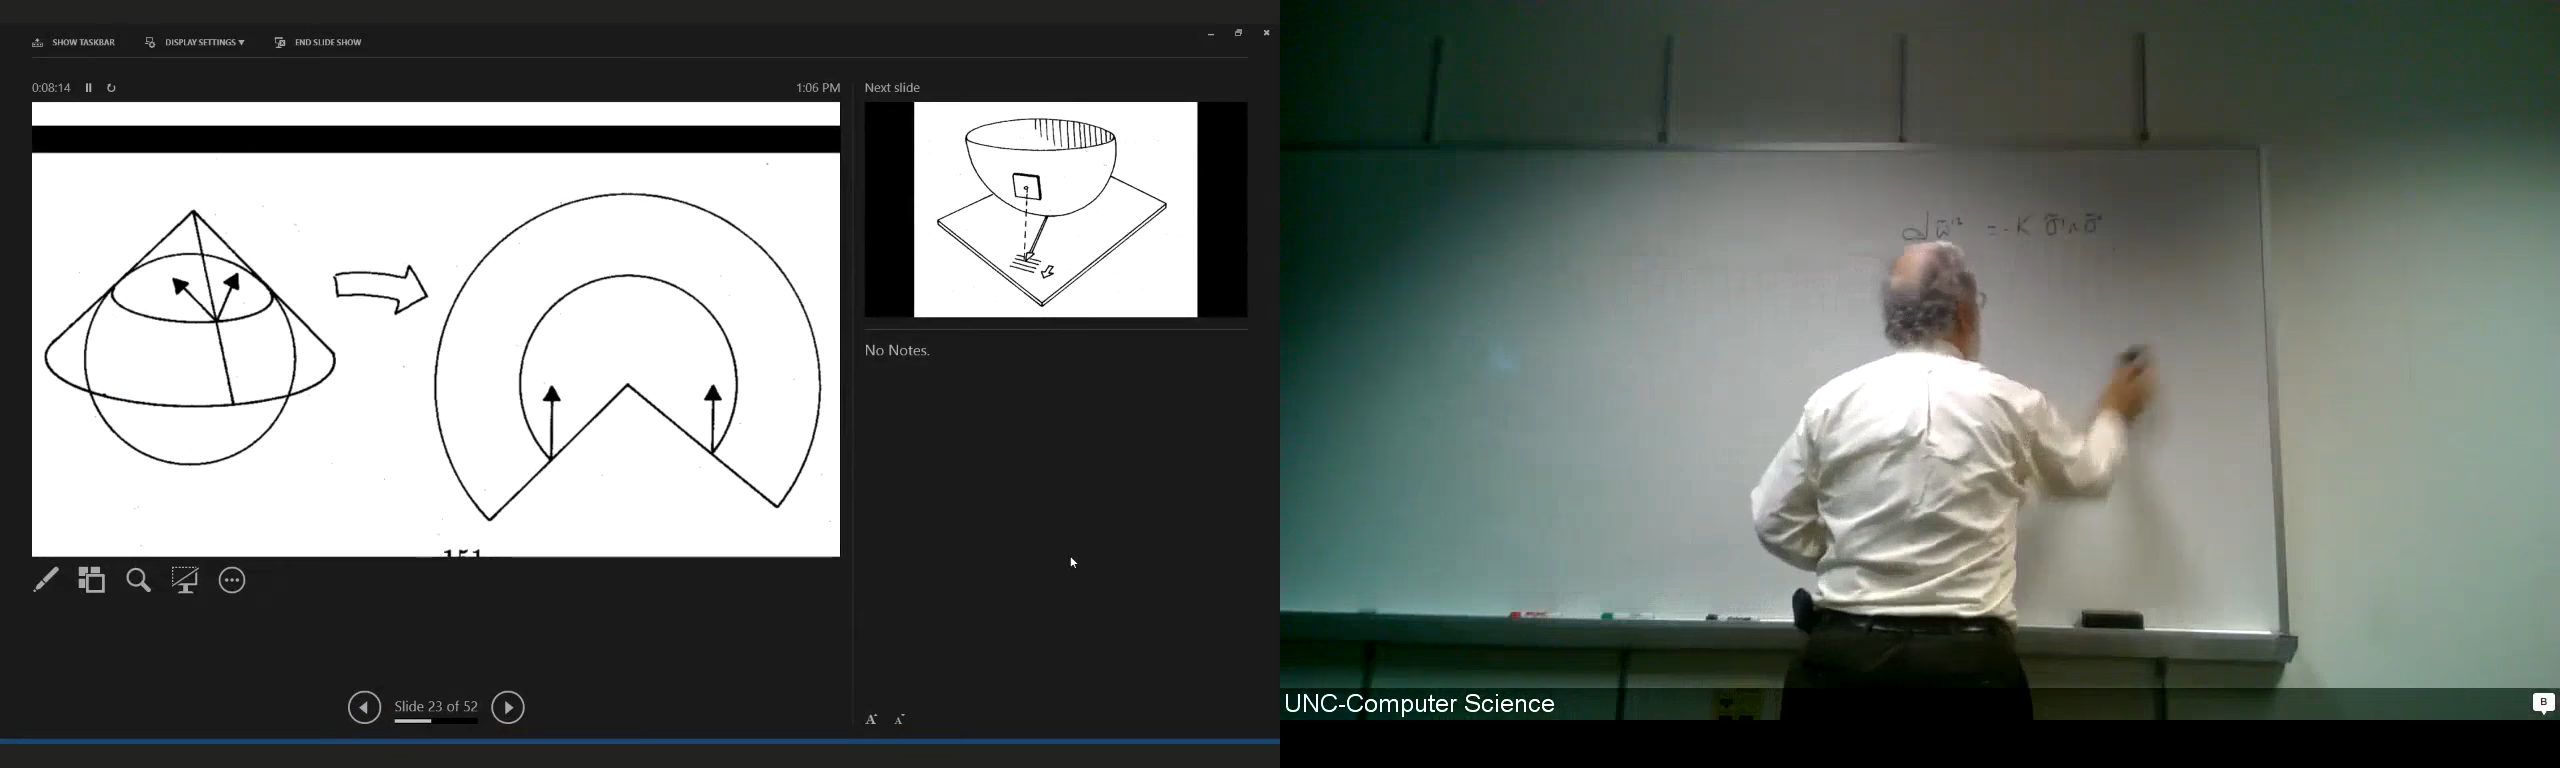 SHOW TASKBAR DISPLAY SETTINGS ▼ END SLIDE SHOW
0:08:14 1:06 PM
Next slide
No Notes.
Slide 23 of 52
A A
UNC-Computer Science
B